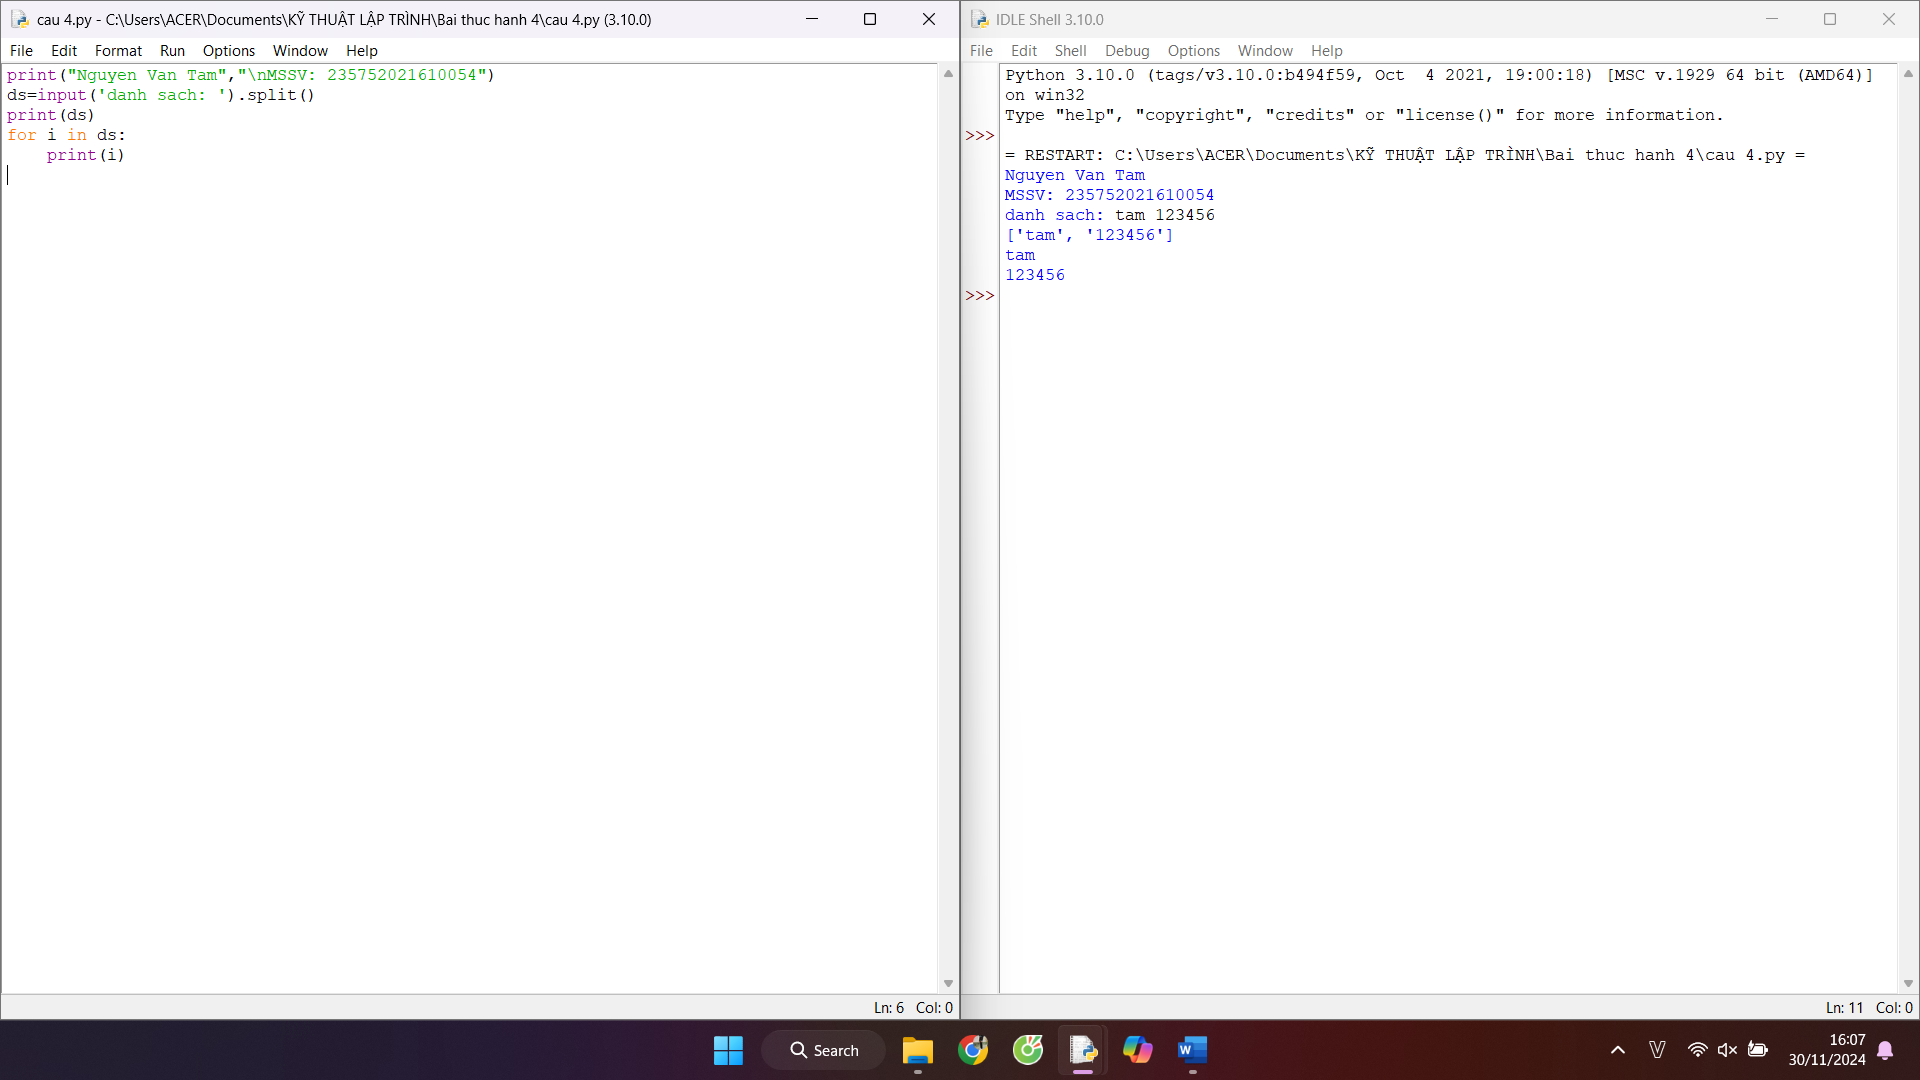 cau 4.py - C:\Users\ACER\Documents\KỸ THUẬT LẬP TRÌNH\Bai thuc hanh 4\cau 4.py (3.10.0)
File Edit Format Run Options Window Help
print("Nguyen Van Tam","\nMSSV: 235752021610054")
ds=input('danh sach: ').split()
print(ds)
for i in ds:
    print(i)
Ln: 6 Col: 0
IDLE Shell 3.10.0
File Edit Shell Debug Options Window Help
Python 3.10.0 (tags/v3.10.0:b494f59, Oct  4 2021, 19:00:18) [MSC v.1929 64 bit (AMD64)]
on win32
Type "help", "copyright", "credits" or "license()" for more information.
>>>
= RESTART: C:\Users\ACER\Documents\KỸ THUẬT LẬP TRÌNH\Bai thuc hanh 4\cau 4.py =
Nguyen Van Tam
MSSV: 235752021610054
danh sach: tam 123456
['tam', '123456']
tam
123456
>>>
Ln: 11 Col: 0
Search
16:07
30/11/2024